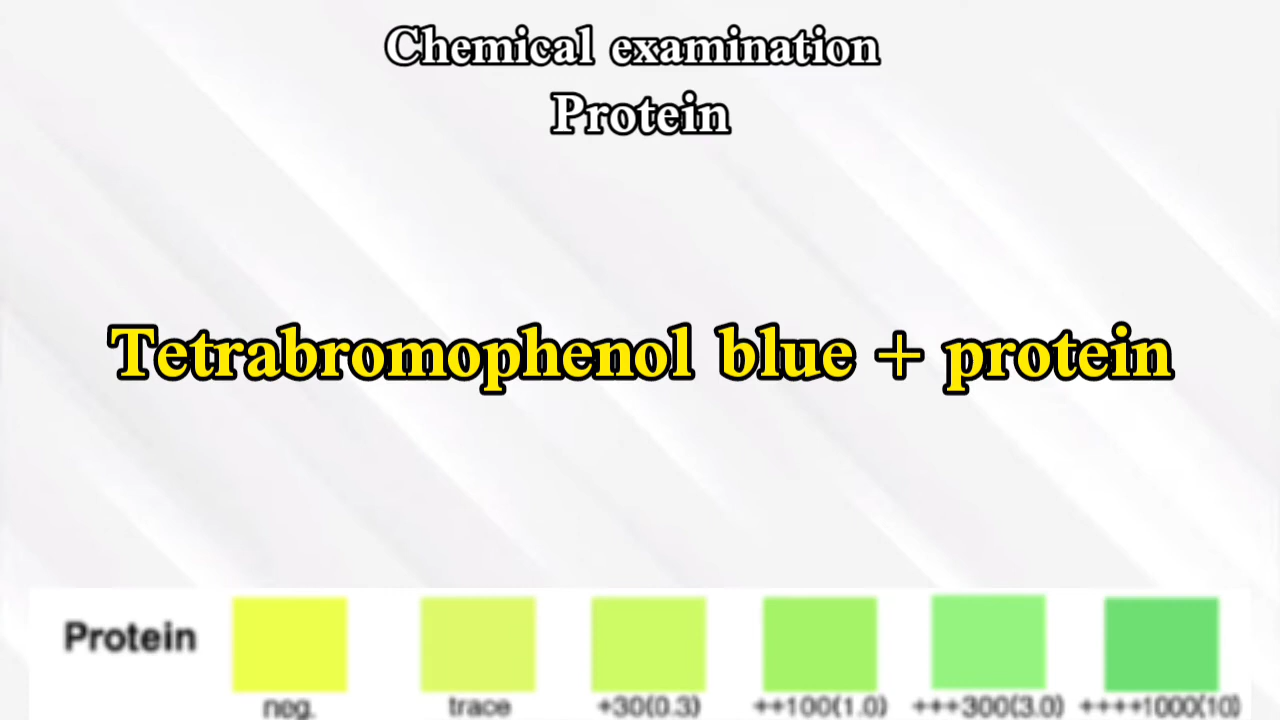 Chemical examination
Protein
Tetrabromophenol blue + protein
Protein
neg. trace +30(0.3) ++100(1.0) +++300(3.0) ++++1000(10)